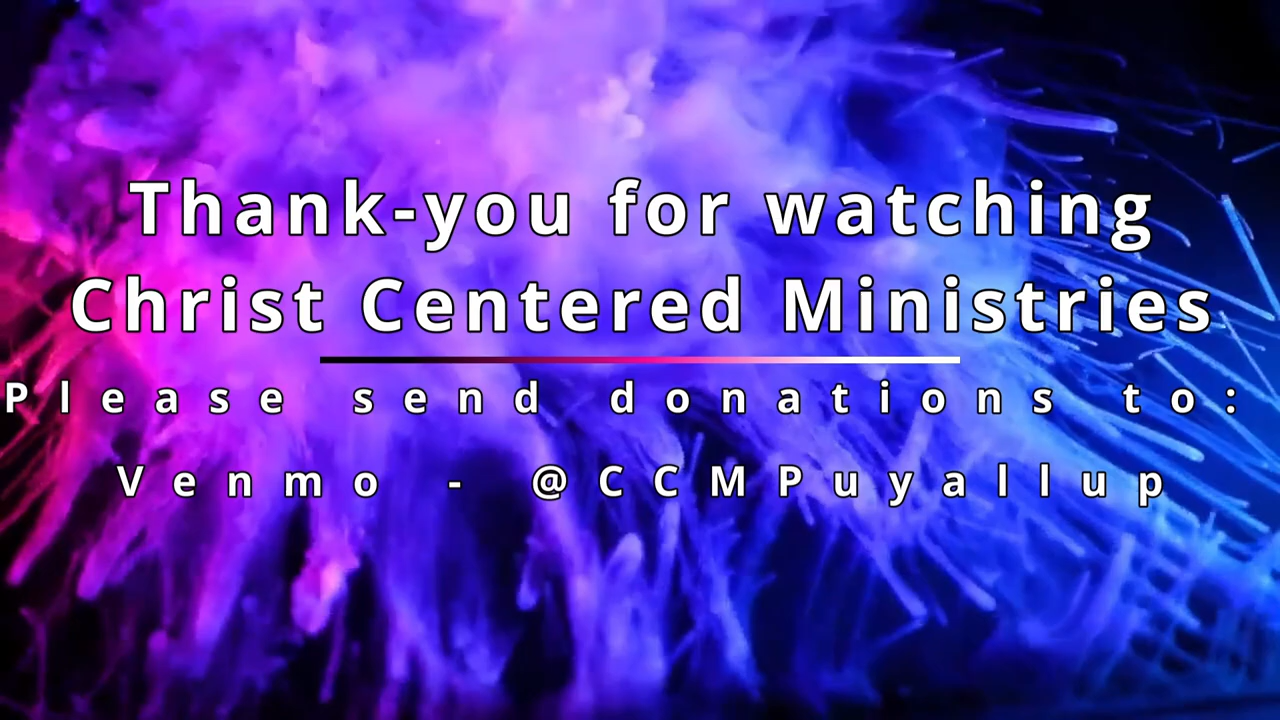 Thank-you for watching
Christ Centered Ministries
Please send donations to:
Venmo - @CCMPuyallup